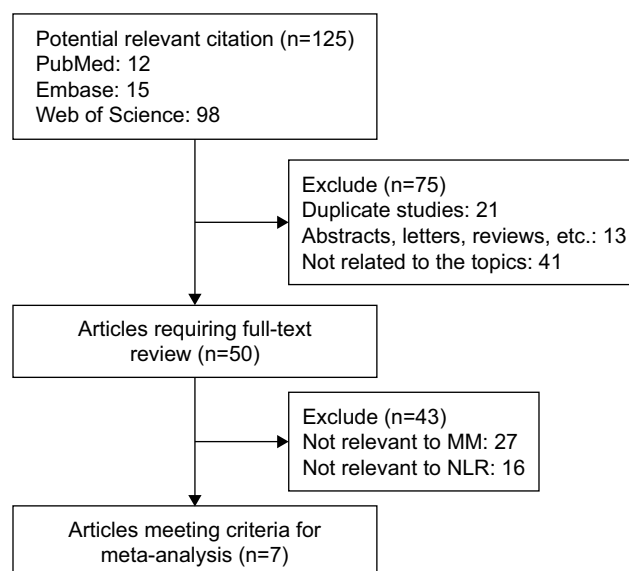 Potential relevant citation (n=125)
PubMed: 12
Embase: 15
Web of Science: 98
Exclude (n=75)
Duplicate studies: 21
Abstracts, letters, reviews, etc.: 13
Not related to the topics: 41
Articles requiring full-text
review (n=50)
Exclude (n=43)
Not relevant to MM: 27
Not relevant to NLR: 16
Articles meeting criteria for
meta-analysis (n=7)